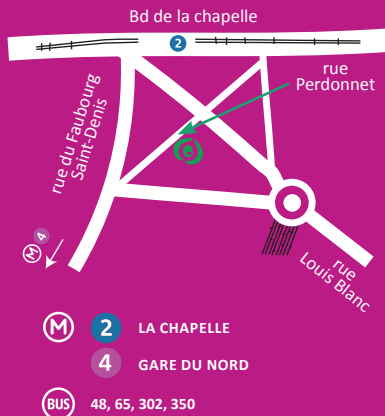 Bd de la chapelle
2
rue
Perdonnet
rue du Faubourg
Saint-Denis
M 4
rue
Louis Blanc
M 2 LA CHAPELLE
4 GARE DU NORD
BUS 48, 65, 302, 350